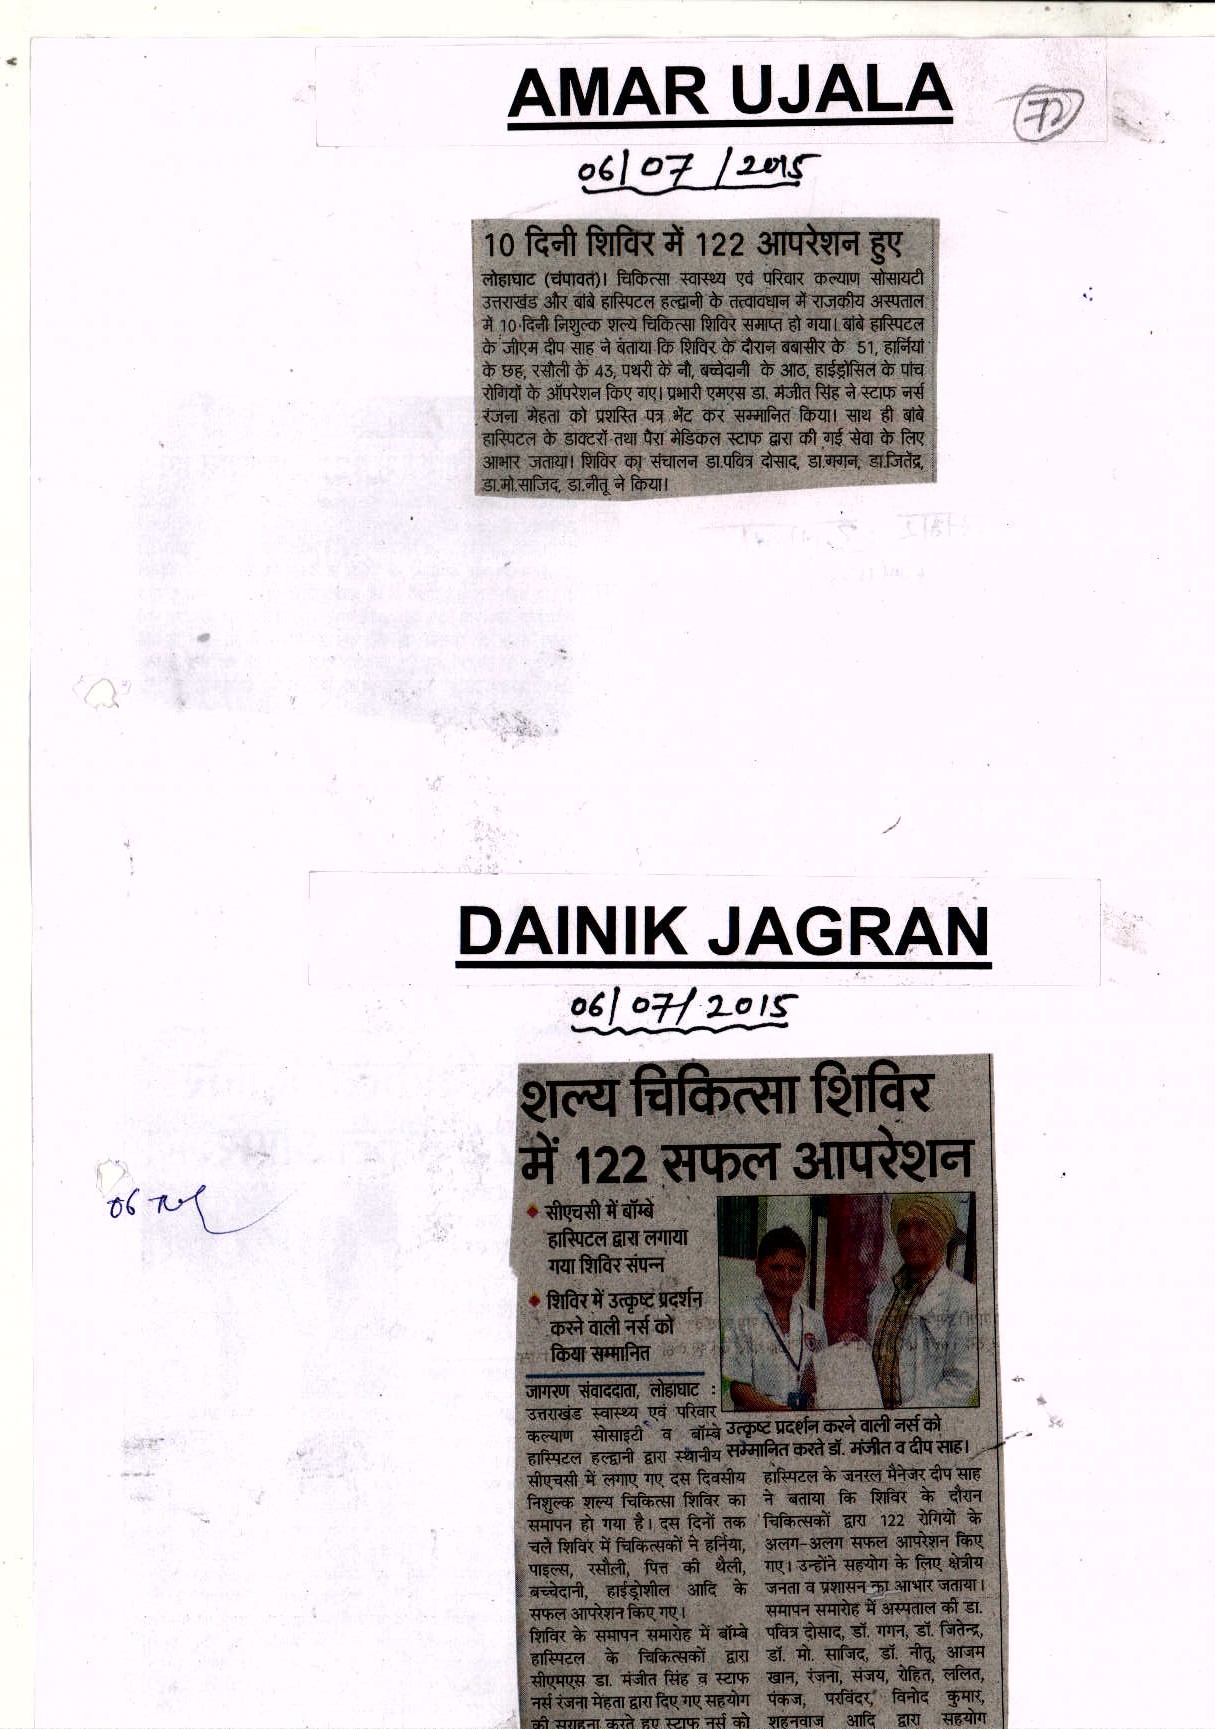 AMAR UJALA
72
06/07/2015
10 दिनी शिविर में 122 आपरेशन हुए
लोहाघाट (चंपावत)। चिकित्सा स्वास्थ्य एवं परिवार कल्याण सोसायटी
उत्तराखंड और बांबे हास्पिटल हल्द्वानी के तत्वावधान में राजकीय अस्पताल
में 10 दिनी निशुल्क शल्य चिकित्सा शिविर समाप्त हो गया। बांबे हास्पिटल
के जीएम दीप साह ने बताया कि शिविर के दौरान बबासीर के 51, हार्निया
के छह, रसौली के 43, पथरी के नौ, बच्चेदानी के आठ, हाईड्रोसिल के पांच
रोगियों के ऑपरेशन किए गए। प्रभारी एमएस डा. मंजीत सिंह ने स्टाफ नर्स
रंजना मेहता को प्रशस्ति पत्र भेंट कर सम्मानित किया। साथ ही बांबे
हास्पिटल के डाक्टरों तथा पैरा मेडिकल स्टाफ द्वारा की गई सेवा के लिए
आभार जताया। शिविर का संचालन डा.पवित्र दोसाद, डा.गगन, डा.जितेंद्र,
डा.मो.साजिद, डा.नीतू ने किया।
DAINIK JAGRAN
06/07/2015
शल्य चिकित्सा शिविर
में 122 सफल आपरेशन
सीएचसी में बॉम्बे
हास्पिटल द्वारा लगाया
गया शिविर संपन्न
शिविर में उत्कृष्ट प्रदर्शन
करने वाली नर्स को
किया सम्मानित
06
उत्कृष्ट प्रदर्शन करने वाली नर्स को
सम्मानित करते डॉ. मंजीत व दीप साह।
जागरण संवाददाता, लोहाघाट :
उत्तराखंड स्वास्थ्य एवं परिवार
कल्याण सोसाइटी व बॉम्बे
हास्पिटल हल्द्वानी द्वारा स्थानीय
सीएचसी में लगाए गए दस दिवसीय
निशुल्क शल्य चिकित्सा शिविर का
समापन हो गया है। दस दिनों तक
चले शिविर में चिकित्सकों ने हर्निया,
पाइल्स, रसौली, पित्त की थैली,
बच्चेदानी, हाईड्रोशील आदि के
सफल आपरेशन किए गए।
शिविर के समापन समारोह में बॉम्बे
हास्पिटल के चिकित्सकों द्वारा
सीएमएस डा. मंजीत सिंह व स्टाफ
नर्स रंजना मेहता द्वारा दिए गए सहयोग
की सराहना करते हुए स्टाफ नर्स को
हास्पिटल के जनरल मैनेजर दीप साह
ने बताया कि शिविर के दौरान
चिकित्सकों द्वारा 122 रोगियों के
अलग-अलग सफल आपरेशन किए
गए। उन्होंने सहयोग के लिए क्षेत्रीय
जनता व प्रशासन का आभार जताया।
समापन समारोह में अस्पताल की डा.
पवित्र दोसाद, डॉ. गगन, डॉ. जितेन्द्र,
डॉ. मो. साजिद, डॉ. नीतू, आजम
खान, रंजना, संजय, रोहित, ललित,
पंकज, परविंदर, विनोद कुमार,
शहनवाज आदि द्वारा सहयोग